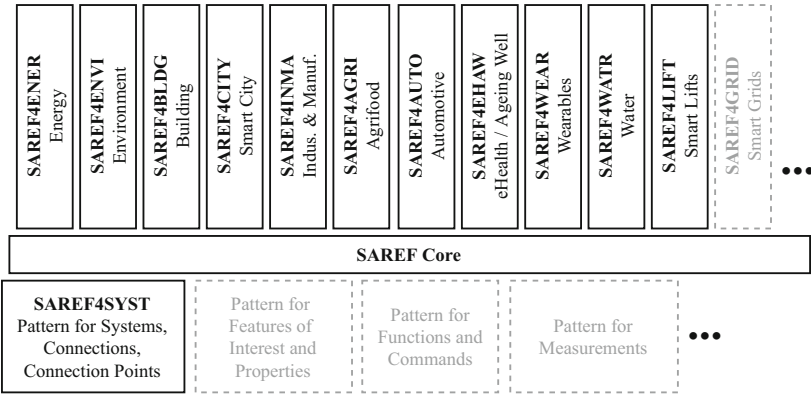 SAREF4ENER
Energy
SAREF4ENVI
Environment
SAREF4BLDG
Building
SAREF4CITY
Smart City
SAREF4INMA
Indus. & Manuf.
SAREF4AGRI
Agrifood
SAREF4AUTO
Automotive
SAREF4EHAW
eHealth / Ageing Well
SAREF4WEAR
Wearables
SAREF4WATR
Water
SAREF4LIFT
Smart Lifts
SAREF4GRID
Smart Grids
...
SAREF Core
SAREF4SYST
Pattern for Systems,
Connections,
Connection Points
Pattern for
Features of
Interest and
Properties
Pattern for
Functions and
Commands
Pattern for
Measurements
...